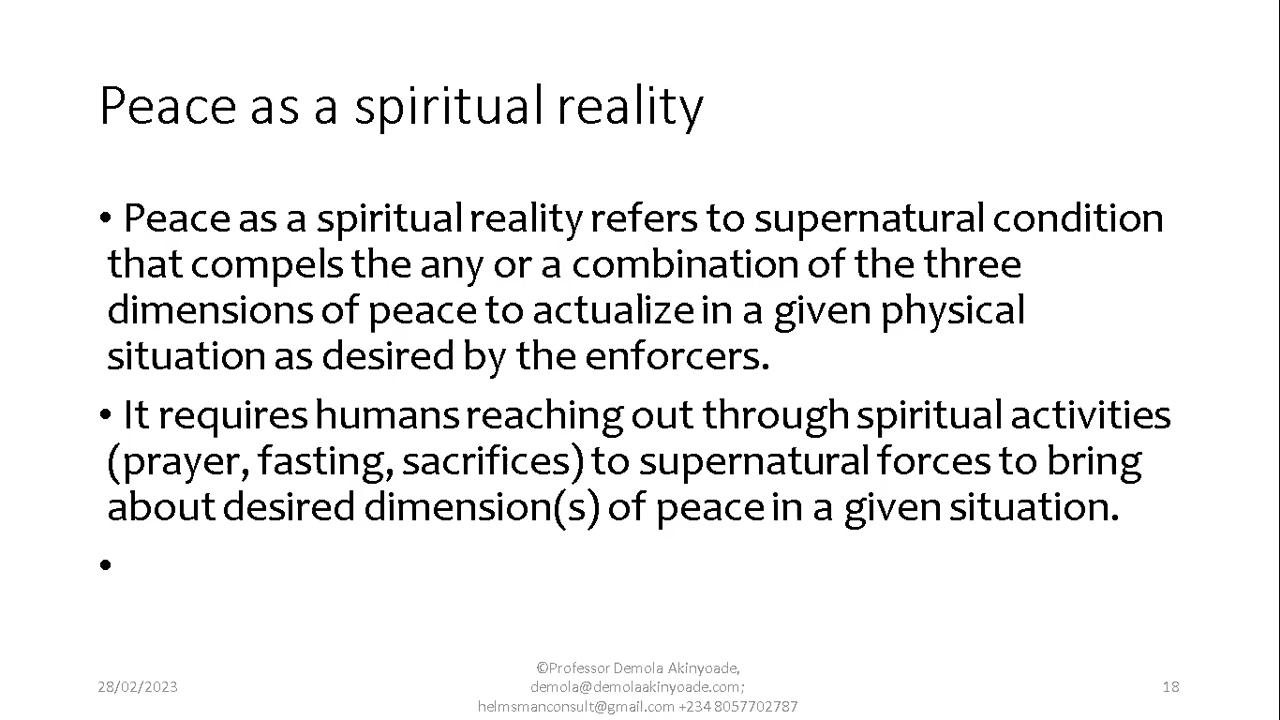 Peace as a spiritual reality
• Peace as a spiritual reality refers to supernatural condition
that compels the any or a combination of the three
dimensions of peace to actualize in a given physical
situation as desired by the enforcers.
• It requires humans reaching out through spiritual activities
(prayer, fasting, sacrifices) to supernatural forces to bring
about desired dimension(s) of peace in a given situation.
•
28/02/2023
©Professor Demola Akinyoade,
demola@demolaakinyoade.com;
helmsmanconsult@gmail.com +234 8057702787
18